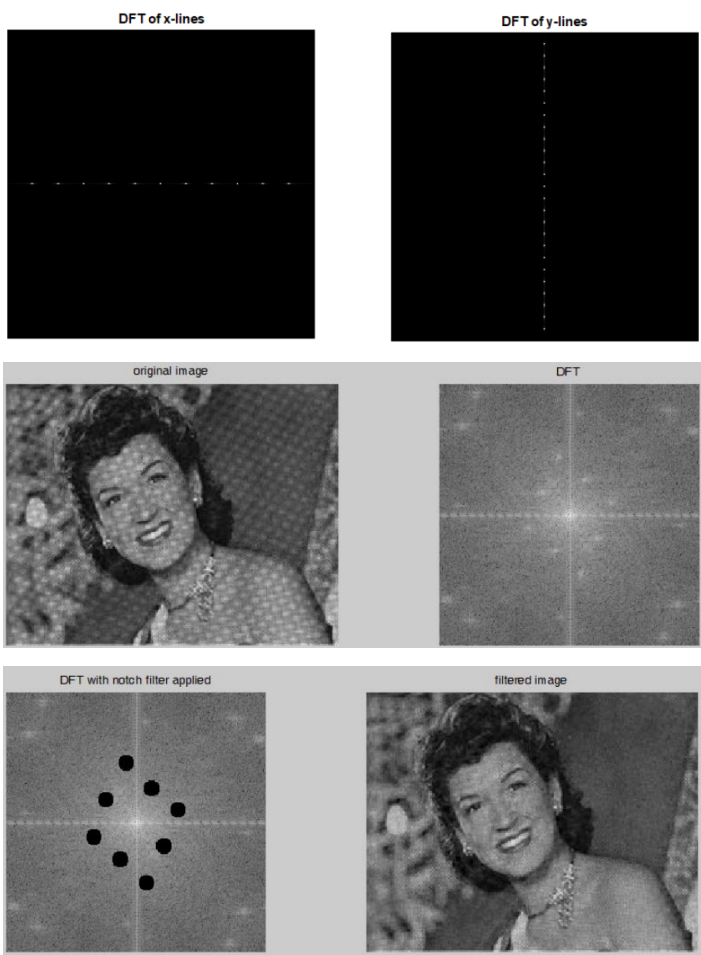 DFT of x-lines
DFT of y-lines
original image
DFT
DFT with notch filter applied
filtered image